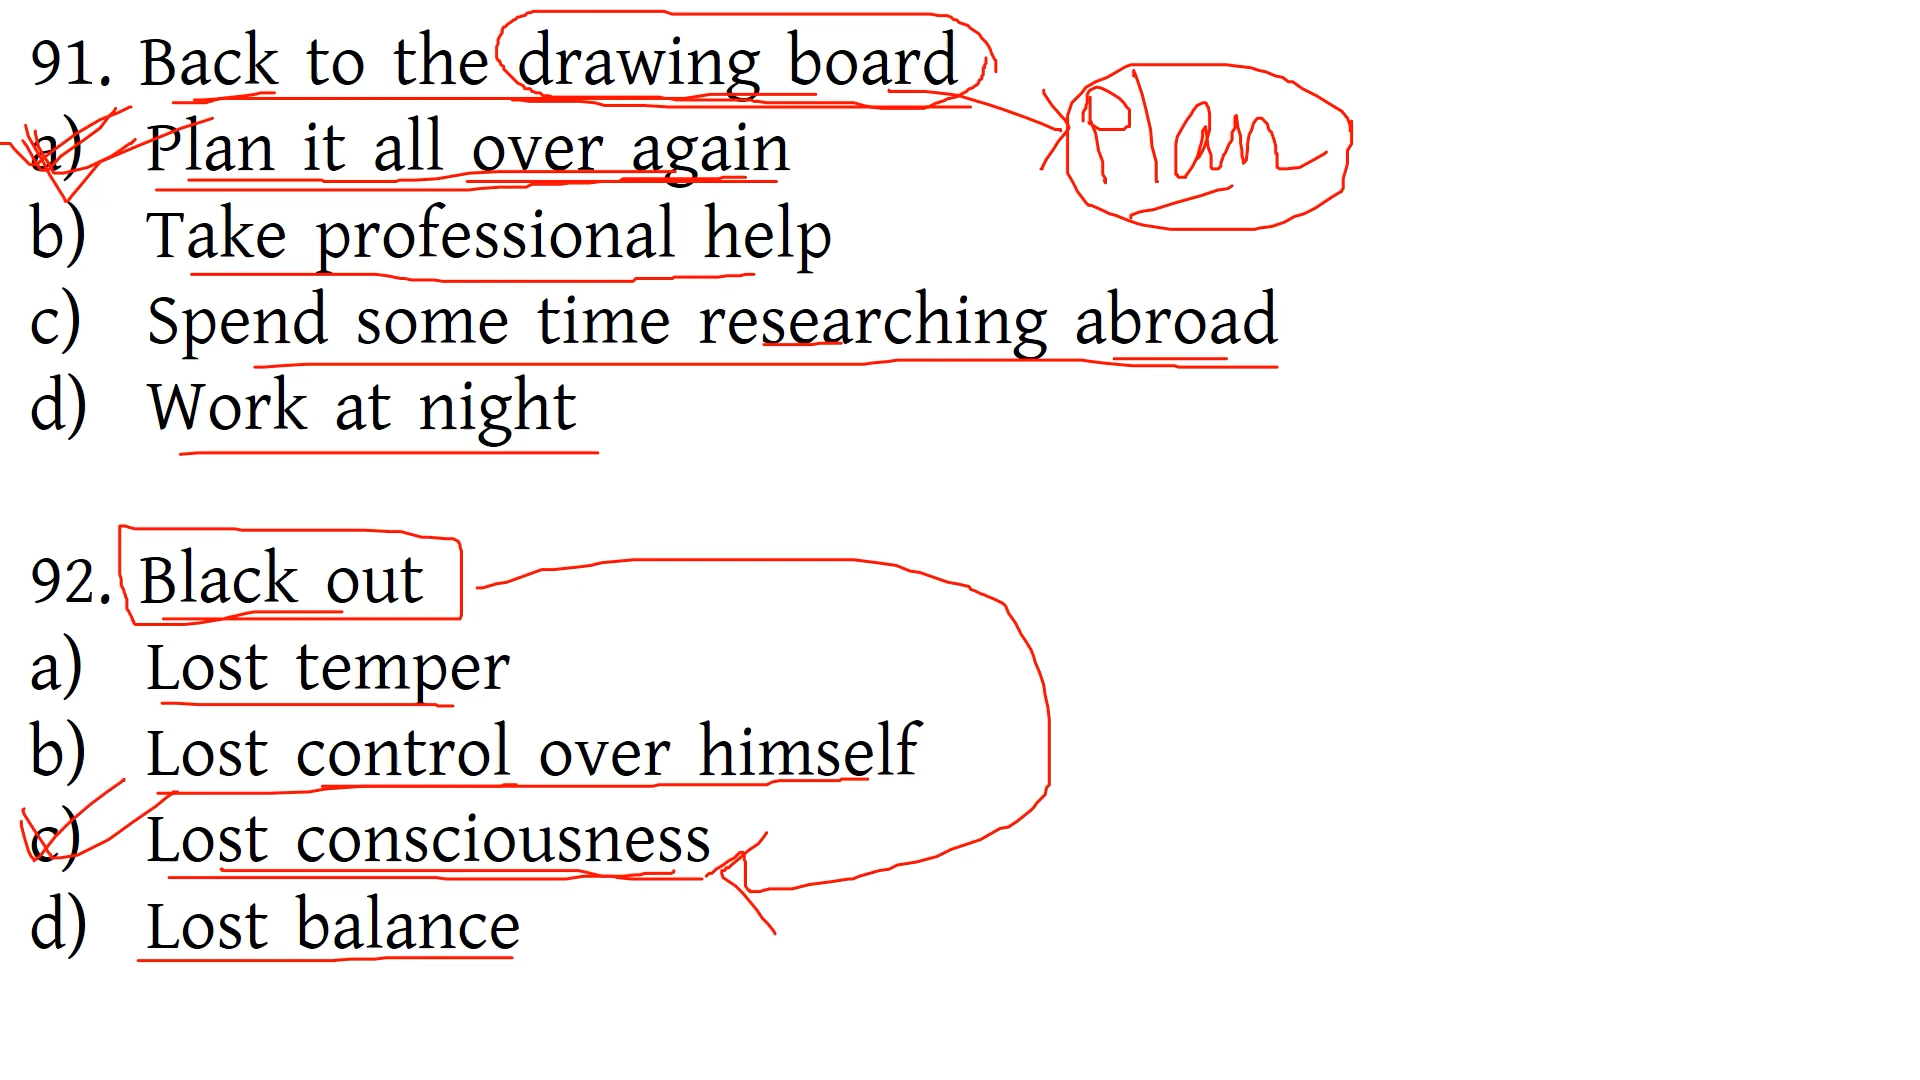 91. Back to the drawing board
Plan
a) Plan it all over again
b) Take professional help
c) Spend some time researching abroad
d) Work at night
92. Black out
a) Lost temper
b) Lost control over himself
c) Lost consciousness
d) Lost balance